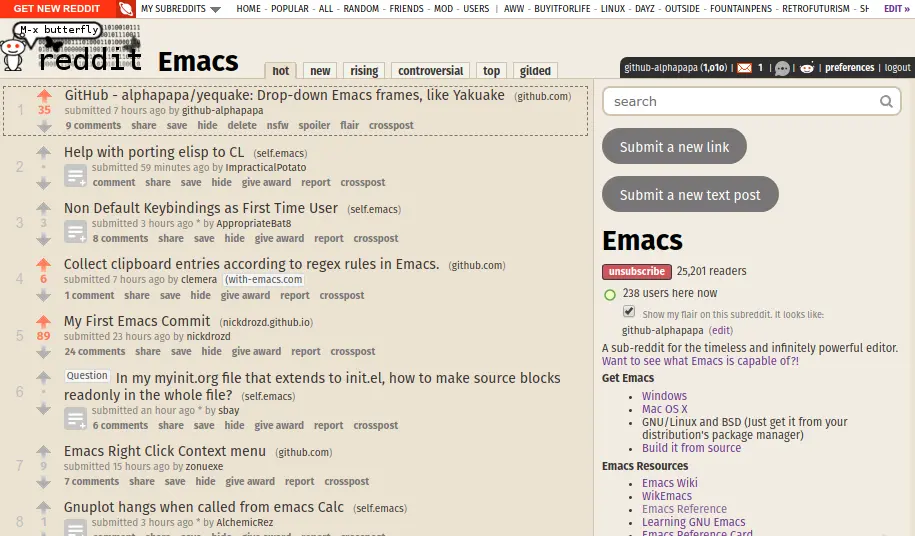 GET NEW REDDIT MY SUBREDDITS HOME - POPULAR - ALL - RANDOM - FRIENDS - MOD - USERS | AWW - BUYITFORLIFE - LINUX - DAZY - OUTSIDE - FOUNTAINPENS - RETROFUTURISM - SH EDIT »
M-x butterfly
reddit Emacs hot new rising controversial top gilded
github-alphapapa (1,010) | 1 | | | preferences | logout
1
35
GitHub - alphapapa/yequake: Drop-down Emacs frames, like Yakuake (github.com)
submitted 7 hours ago by github-alphapapa
9 comments share save hide delete nsfw spoiler flair crosspost
2
•
Help with porting elisp to CL (self.emacs)
submitted 59 minutes ago by ImpracticalPotato
comment share save hide give award report crosspost
3
3
Non Default Keybindings as First Time User (self.emacs)
submitted 3 hours ago * by AppropriateBat8
8 comments share save hide give award report crosspost
4
6
Collect clipboard entries according to regex rules in Emacs. (github.com)
submitted 7 hours ago by clemera (with-emacs.com
1 comment share save hide give award report crosspost
5
89
My First Emacs Commit (nickdrozd.github.io)
submitted 23 hours ago by nickdrozd
24 comments share save hide give award report crosspost
6
•
Question In my myinit.org file that extends to init.el, how to make source blocks
readonly in the whole file? (self.emacs)
submitted an hour ago * by sbay
6 comments share save hide give award report crosspost
7
9
Emacs Right Click Context menu (github.com)
submitted 15 hours ago by zonuexe
7 comments share save hide give award report crosspost
8
1
Gnuplot hangs when called from emacs Calc (self.emacs)
submitted 3 hours ago * by AlchemicRez
search
Submit a new link
Submit a new text post
Emacs
unsubscribe 25,201 readers
238 users here now
Show my flair on this subreddit. It looks like:
github-alphapapa (edit)
A sub-reddit for the timeless and infinitely powerful editor.
Want to see what Emacs is capable of?!
Get Emacs
• Windows
• Mac OS X
• GNU/Linux and BSD (Just get it from your
distribution's package manager)
• Build it from source
Emacs Resources
• Emacs Wiki
• WikEmacs
• Emacs Reference
• Learning GNU Emacs
• Emacs Reference Card